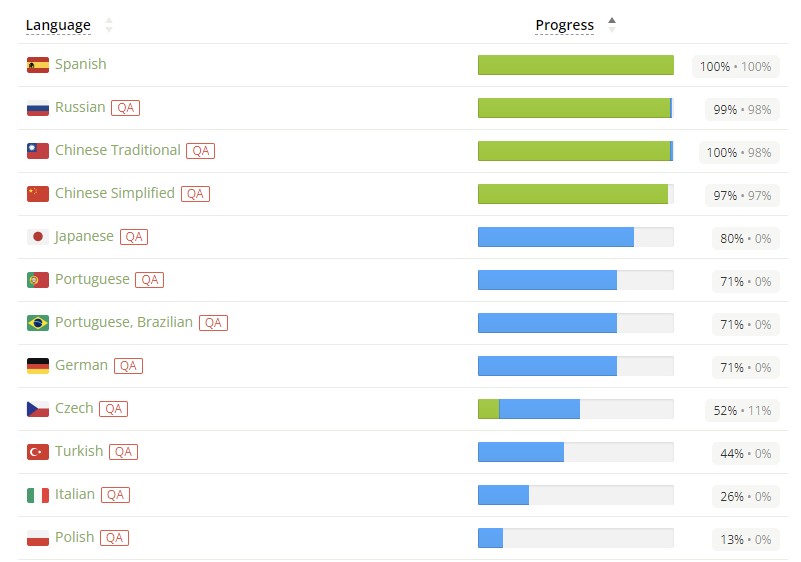 Language Progress
Spanish 100% • 100%
Russian QA 99% • 98%
Chinese Traditional QA 100% • 98%
Chinese Simplified QA 97% • 97%
Japanese QA 80% • 0%
Portuguese QA 71% • 0%
Portuguese, Brazilian QA 71% • 0%
German QA 71% • 0%
Czech QA 52% • 11%
Turkish QA 44% • 0%
Italian QA 26% • 0%
Polish QA 13% • 0%